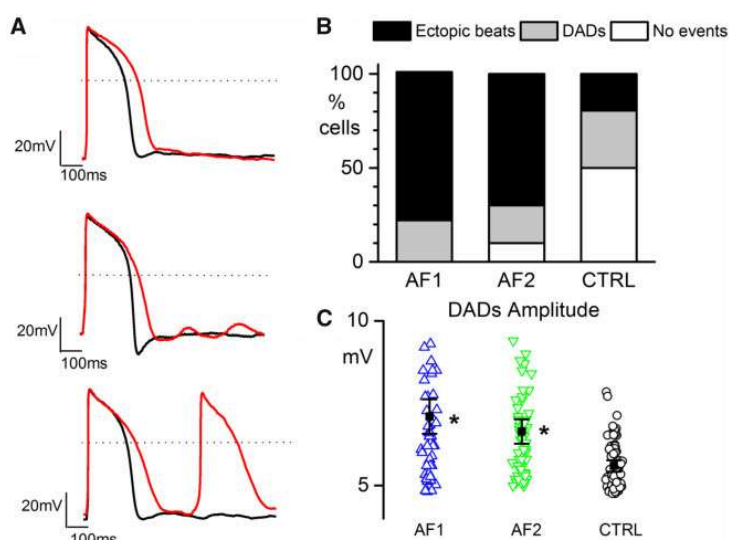 A
20mV
100ms
20mV
100ms
20mV
100ms
B
Ectopic beats DADs No events
100
%
cells
50
0
AF1 AF2 CTRL
C
DADs Amplitude
10
mV
5
* *
AF1 AF2 CTRL